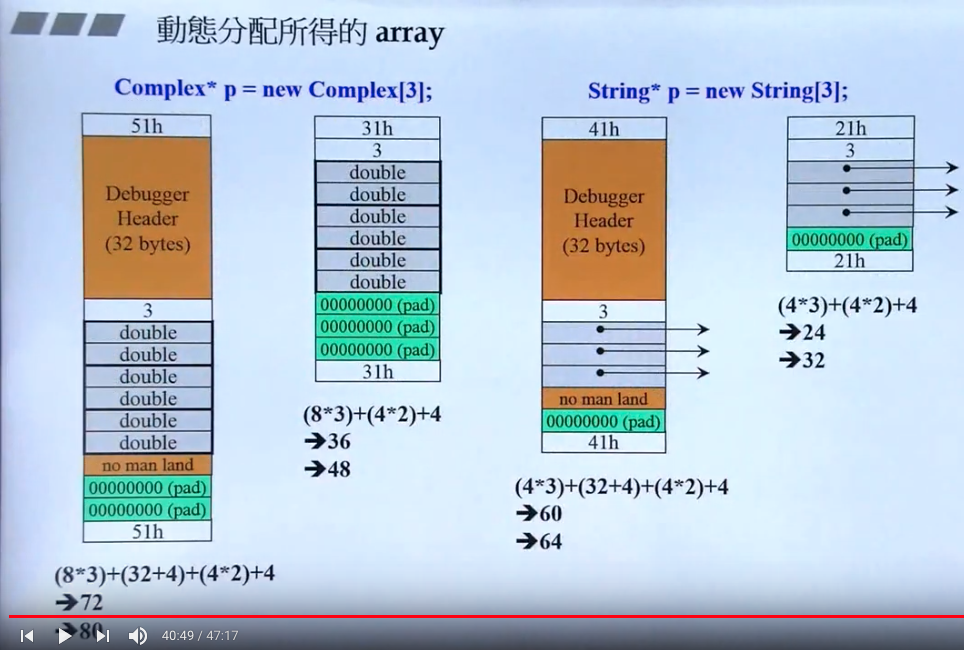 動態分配所得的 array
Complex* p = new Complex[3];
51h
Debugger
Header
(32 bytes)
3
double
double
double
double
double
double
no man land
00000000 (pad)
00000000 (pad)
51h
(8*3)+(32+4)+(4*2)+4
➔72
➔80
31h
3
double
double
double
double
double
double
00000000 (pad)
00000000 (pad)
00000000 (pad)
31h
(8*3)+(4*2)+4
➔36
➔48
String* p = new String[3];
41h
Debugger
Header
(32 bytes)
3
no man land
00000000 (pad)
41h
(4*3)+(32+4)+(4*2)+4
➔60
➔64
21h
3
00000000 (pad)
21h
(4*3)+(4*2)+4
➔24
➔32
40:49 / 47:17